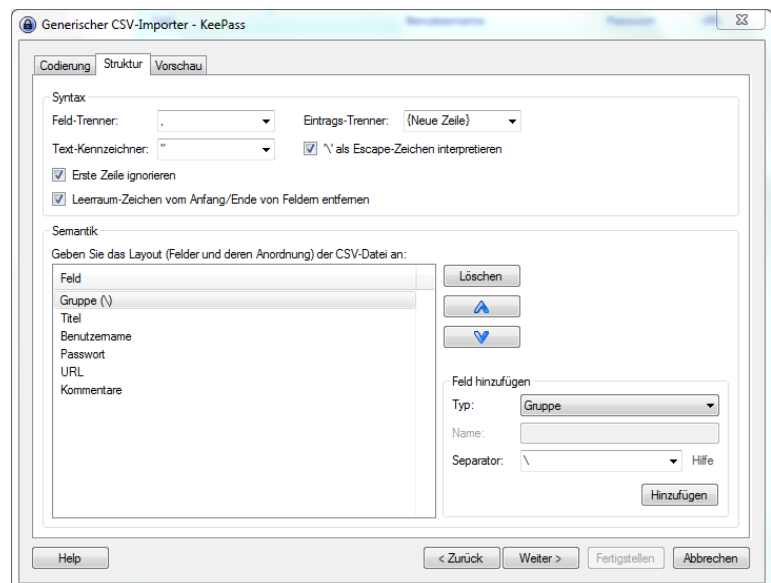 Generischer CSV-Importer - KeePass
Benutzername Passwort
Codierung Struktur Vorschau
Syntax
Feld-Trenner: , Eintrags-Trenner: {Neue Zeile}
Text-Kennzeichner: " '\' als Escape-Zeichen interpretieren
Erste Zeile ignorieren
Leerraum-Zeichen vom Anfang/Ende von Feldern entfernen
Semantik
Geben Sie das Layout (Felder und deren Anordnung) der CSV-Datei an:
Feld
Löschen
Gruppe (\)
Titel
Benutzername
Passwort
URL
Kommentare
Feld hinzufügen
Typ: Gruppe
Name:
Separator: \ Hilfe
Hinzufügen
Help < Zurück Weiter > Fertigstellen Abbrechen